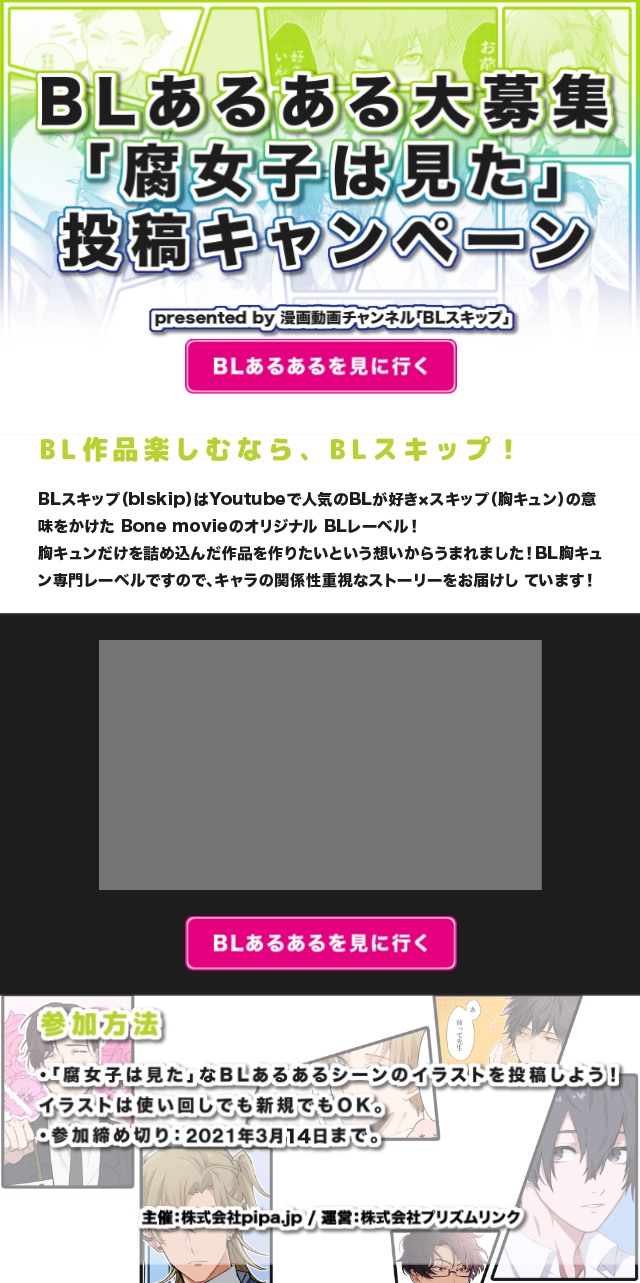 BLあるある大募集
「腐女子は見た」
投稿キャンペーン
presented by 漫画動画チャンネル「BLスキップ」
BLあるあるを見に行く
BL作品楽しむなら、BLスキップ！
BLスキップ（blskip）はYoutubeで人気のBLが好き×スキップ（胸キュン）の意
味をかけた Bone movieのオリジナル BLレーベル！
胸キュンだけを詰め込んだ作品を作りたいという想いからうまれました！BL胸キュ
ン専門レーベルですので、キャラの関係性重視なストーリーをお届けし ています！
BLあるあるを見に行く
参加方法
あ
待って先生
・「腐女子は見た」なBLあるあるシーンのイラストを投稿しよう！
イラストは使い回しでも新規でもOK。
・参加締め切り：2021年3月14日まで。
主催：株式会社pipa.jp / 運営：株式会社プリズムリンク